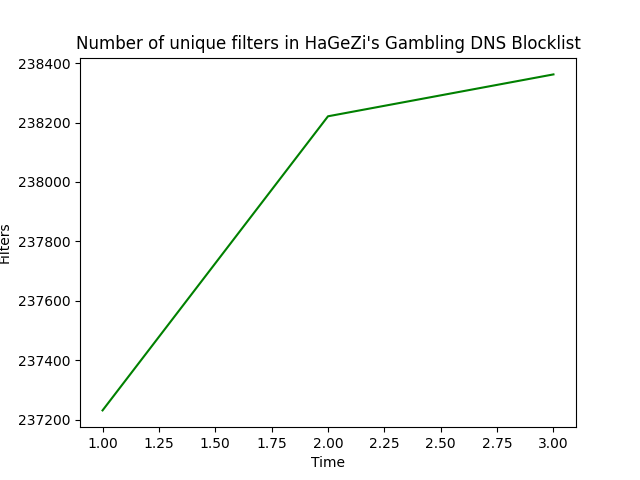 Number of unique filters in HaGeZi's Gambling DNS Blocklist
238400
238200
238000
237800
237600
237400
237200
Filters
1.00 1.25 1.50 1.75 2.00 2.25 2.50 2.75 3.00
Time